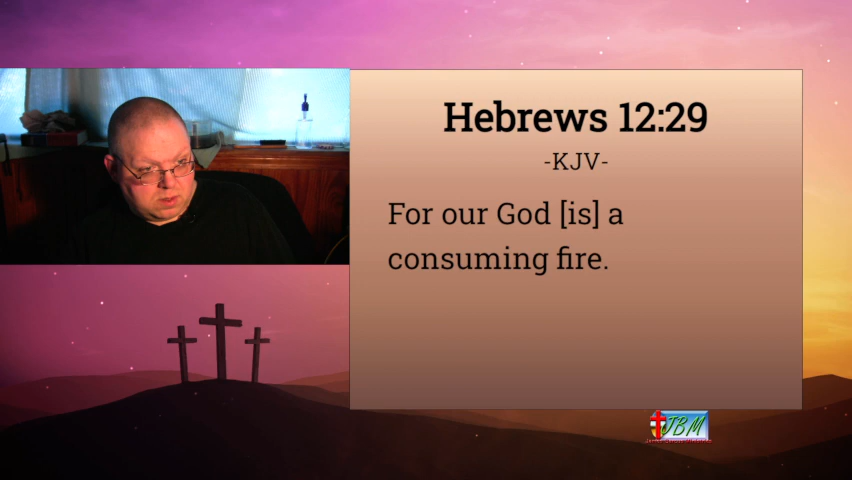 Hebrews 12:29
-KJV-
For our God [is] a
consuming fire.
JBM